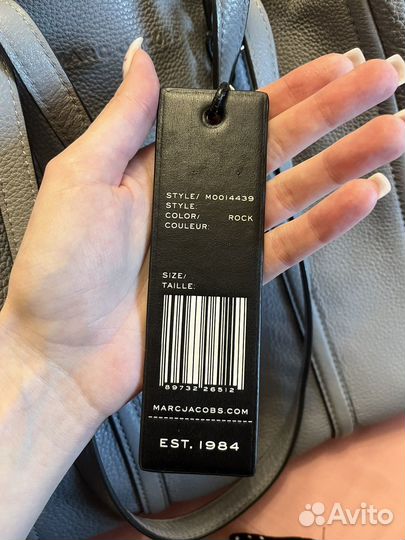 STYLE/ M0014439
STYLE:
COLOR/ ROCK
COULEUR:
SIZE/
TAILLE:
89732 26512
MARCJACOBS.COM
EST. 1984
Avito